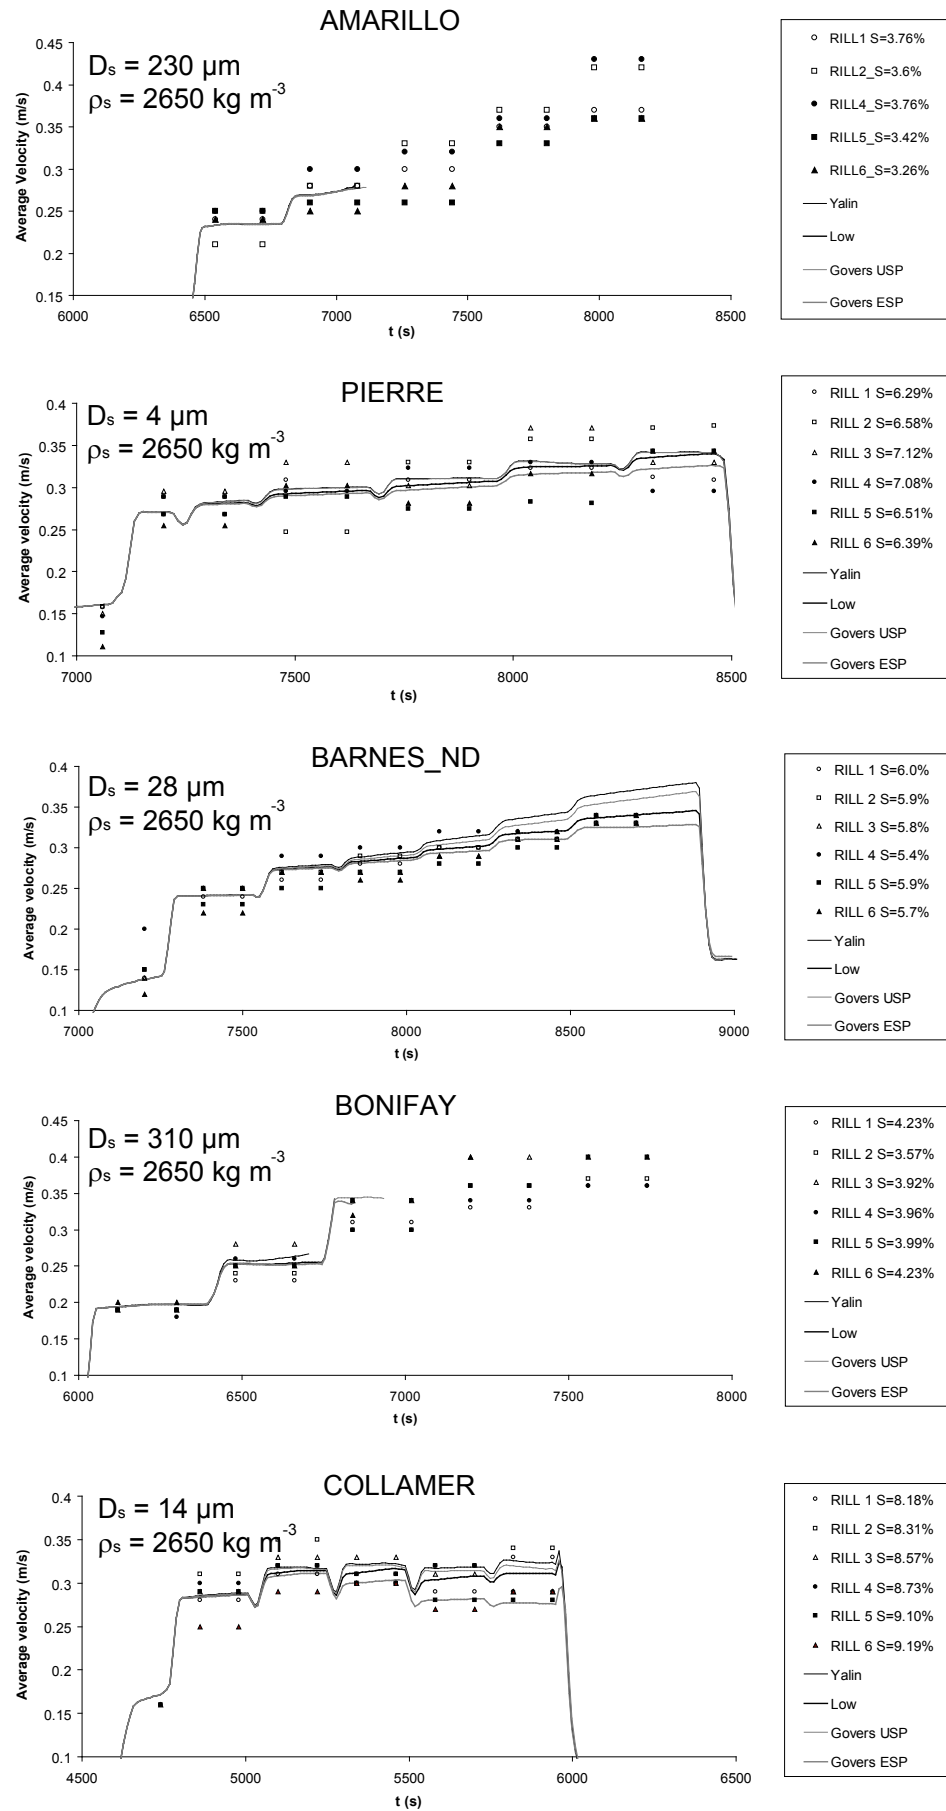 AMARILLO
Dₛ = 230 µm
ρₛ = 2650 kg m⁻³
Average Velocity (m/s)
0.45
0.4
0.35
0.3
0.25
0.2
0.15
6000 6500 7000 7500 8000 8500
t (s)
RILL1 S=3.76%
RILL2_S=3.6%
RILL4_S=3.76%
RILL5_S=3.42%
RILL6_S=3.26%
Yalin
Low
Govers USP
Govers ESP
PIERRE
Dₛ = 4 µm
ρₛ = 2650 kg m⁻³
Average velocity (m/s)
0.4
0.35
0.3
0.25
0.2
0.15
0.1
7000 7500 8000 8500
t (s)
RILL 1 S=6.29%
RILL 2 S=6.58%
RILL 3 S=7.12%
RILL 4 S=7.08%
RILL 5 S=6.51%
RILL 6 S=6.39%
Yalin
Low
Govers USP
Govers ESP
BARNES_ND
Dₛ = 28 µm
ρₛ = 2650 kg m⁻³
Average velocity (m/s)
0.4
0.35
0.3
0.25
0.2
0.15
0.1
7000 7500 8000 8500 9000
t (s)
RILL 1 S=6.0%
RILL 2 S=5.9%
RILL 3 S=5.8%
RILL 4 S=5.4%
RILL 5 S=5.9%
RILL 6 S=5.7%
Yalin
Low
Govers USP
Govers ESP
BONIFAY
Dₛ = 310 µm
ρₛ = 2650 kg m⁻³
Average velocity (m/s)
0.45
0.4
0.35
0.3
0.25
0.2
0.15
0.1
6000 6500 7000 7500 8000
t (s)
RILL 1 S=4.23%
RILL 2 S=3.57%
RILL 3 S=3.92%
RILL 4 S=3.96%
RILL 5 S=3.99%
RILL 6 S=4.23%
Yalin
Low
Govers USP
Govers ESP
COLLAMER
Dₛ = 14 µm
ρₛ = 2650 kg m⁻³
Average velocity (m/s)
0.4
0.35
0.3
0.25
0.2
0.15
0.1
4500 5000 5500 6000 6500
t (s)
RILL 1 S=8.18%
RILL 2 S=8.31%
RILL 3 S=8.57%
RILL 4 S=8.73%
RILL 5 S=9.10%
RILL 6 S=9.19%
Yalin
Low
Govers USP
Govers ESP